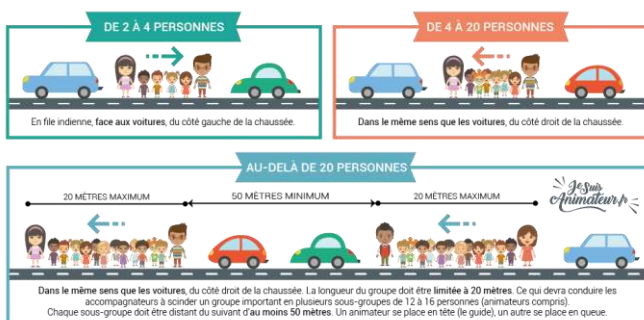 DE 2 À 4 PERSONNES
En file indienne, face aux voitures, du côté gauche de la chaussée.
DE 4 À 20 PERSONNES
Dans le même sens que les voitures, du côté droit de la chaussée.
AU-DELÀ DE 20 PERSONNES
20 MÈTRES MAXIMUM
50 MÈTRES MINIMUM
20 MÈTRES MAXIMUM
Je Suis
Animateur.fr
Dans le même sens que les voitures, du côté droit de la chaussée. La longueur du groupe doit être limitée à 20 mètres. Ce qui devra conduire les
accompagnateurs à scinder un groupe important en plusieurs sous-groupes de 12 à 16 personnes (animateurs compris).
Chaque sous-groupe doit être distant du suivant d'au moins 50 mètres. Un animateur se place en tête (le guide), un autre se place en queue.